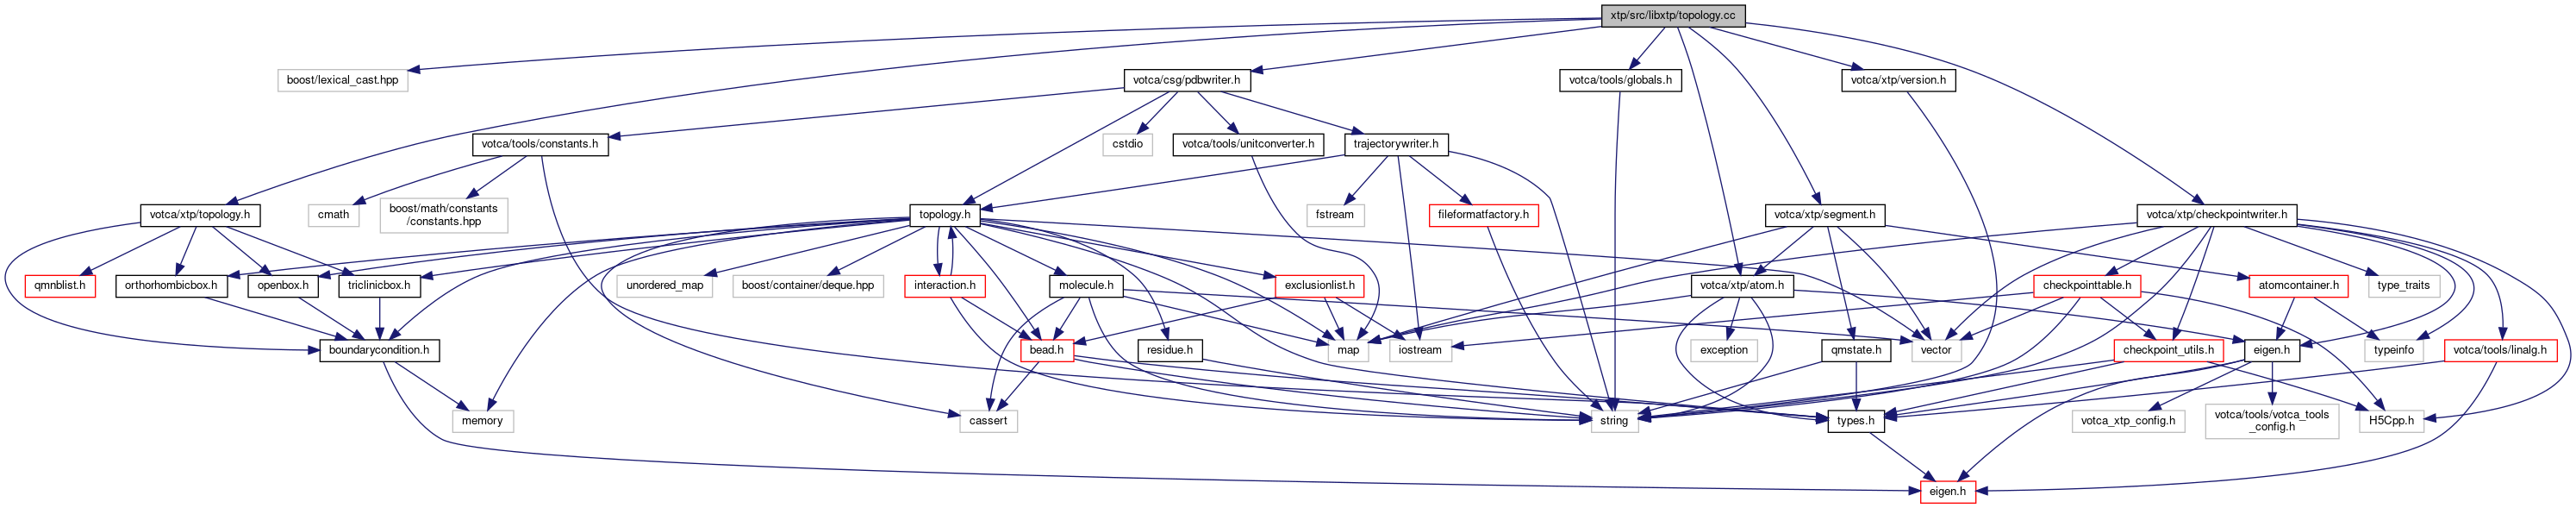 xtp/src/libxtp/topology.cc
boost/lexical_cast.hpp
votca/csg/pdbwriter.h
votca/tools/globals.h
votca/xtp/version.h
votca/tools/constants.h
cstdio
votca/tools/unitconverter.h
trajectorywriter.h
votca/xtp/topology.h
cmath
boost/math/constants
/constants.hpp
topology.h
fstream
fileformatfactory.h
votca/xtp/segment.h
votca/xtp/checkpointwriter.h
qmnblist.h
orthorhombicbox.h
openbox.h
triclinicbox.h
unordered_map
boost/container/deque.hpp
interaction.h
molecule.h
exclusionlist.h
votca/xtp/atom.h
checkpointtable.h
atomcontainer.h
type_traits
boundarycondition.h
bead.h
residue.h
map
iostream
exception
qmstate.h
vector
checkpoint_utils.h
eigen.h
typeinfo
votca/tools/linalg.h
memory
cassert
string
types.h
votca_xtp_config.h
votca/tools/votca_tools
_config.h
H5Cpp.h
eigen.h